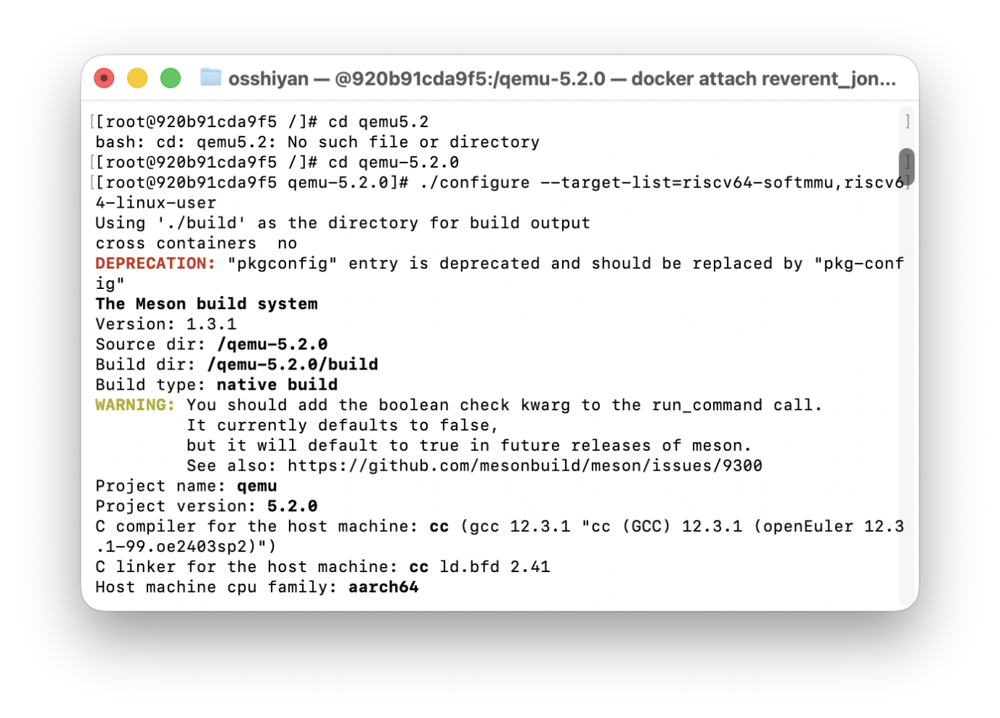 osshiyan — @920b91cda9f5:/qemu-5.2.0 — docker attach reverent_jon...
[[root@920b91cda9f5 /]# cd qemu5.2 ]
bash: cd: qemu5.2: No such file or directory
[[root@920b91cda9f5 /]# cd qemu-5.2.0 ]
[[root@920b91cda9f5 qemu-5.2.0]# ./configure --target-list=riscv64-softmmu,riscv6]
4-linux-user
Using './build' as the directory for build output
cross containers  no
DEPRECATION: "pkgconfig" entry is deprecated and should be replaced by "pkg-conf
ig"
The Meson build system
Version: 1.3.1
Source dir: /qemu-5.2.0
Build dir: /qemu-5.2.0/build
Build type: native build
WARNING: You should add the boolean check kwarg to the run_command call.
         It currently defaults to false,
         but it will default to true in future releases of meson.
         See also: https://github.com/mesonbuild/meson/issues/9300
Project name: qemu
Project version: 5.2.0
C compiler for the host machine: cc (gcc 12.3.1 "cc (GCC) 12.3.1 (openEuler 12.3
.1-99.oe2403sp2)")
C linker for the host machine: cc ld.bfd 2.41
Host machine cpu family: aarch64